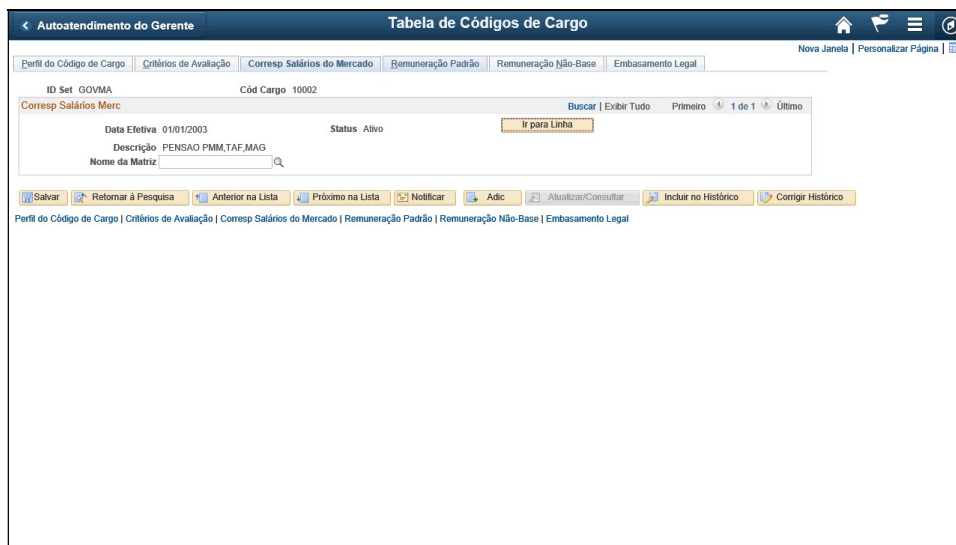 Autoatendimento do Gerente
Tabela de Códigos de Cargo
Nova Janela | Personalizar Página |
Perfil do Código de Cargo Critérios de Avaliação Corresp Salários do Mercado Remuneração Padrão Remuneração Não-Base Embasamento Legal
ID Set GOVMA Cód Cargo 10002
Corresp Salários Merc Buscar | Exibir Tudo Primeiro 1 de 1 Último
Data Efetiva 01/01/2003 Status Ativo Ir para Linha
Descrição PENSAO PMM,TAF,MAG
Nome da Matriz
Salvar Retornar à Pesquisa Anterior na Lista Próximo na Lista Notificar Adic Atualizar/Consultar Incluir no Histórico Corrigir Histórico
Perfil do Código de Cargo | Critérios de Avaliação | Corresp Salários do Mercado | Remuneração Padrão | Remuneração Não-Base | Embasamento Legal